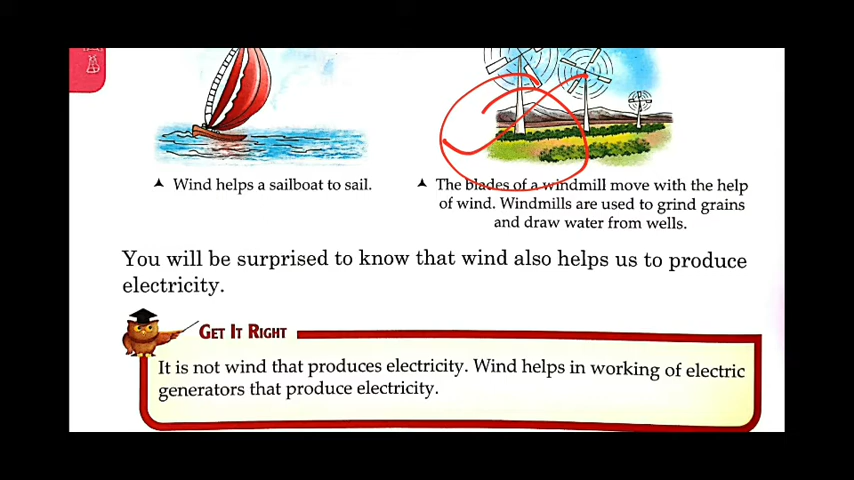 Wind helps a sailboat to sail.
The blades of a windmill move with the help
of wind. Windmills are used to grind grains
and draw water from wells.
You will be surprised to know that wind also helps us to produce
electricity.
GET IT RIGHT
It is not wind that produces electricity. Wind helps in working of electric
generators that produce electricity.